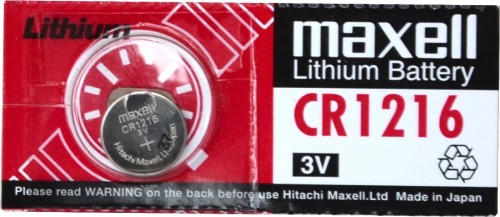 Lithium
maxell
Lithium Battery
CR1216
3V
maxell
CR1216
3V
+
Hitachi Maxell,Ltd. Japan
Please read WARNING on the back before use Hitachi Maxell.Ltd Made in Japan